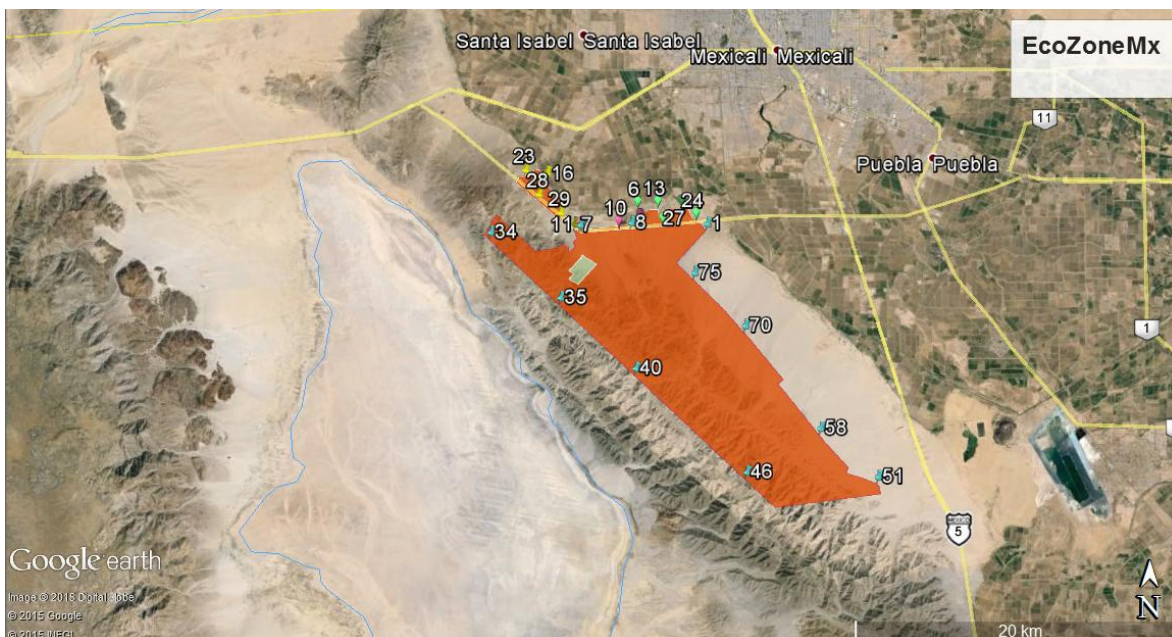 EcoZoneMx
Santa Isabel Santa Isabel
Mexicali Mexicali
11
Puebla Puebla
23
16
28
6 13
29
10
24
27
11 7
8
1
34
75
35
70
1
40
58
46
51
5
Google earth
Image © 2016 DigitalGlobe
© 2015 Google
© 2015 INEGI
N
20 km